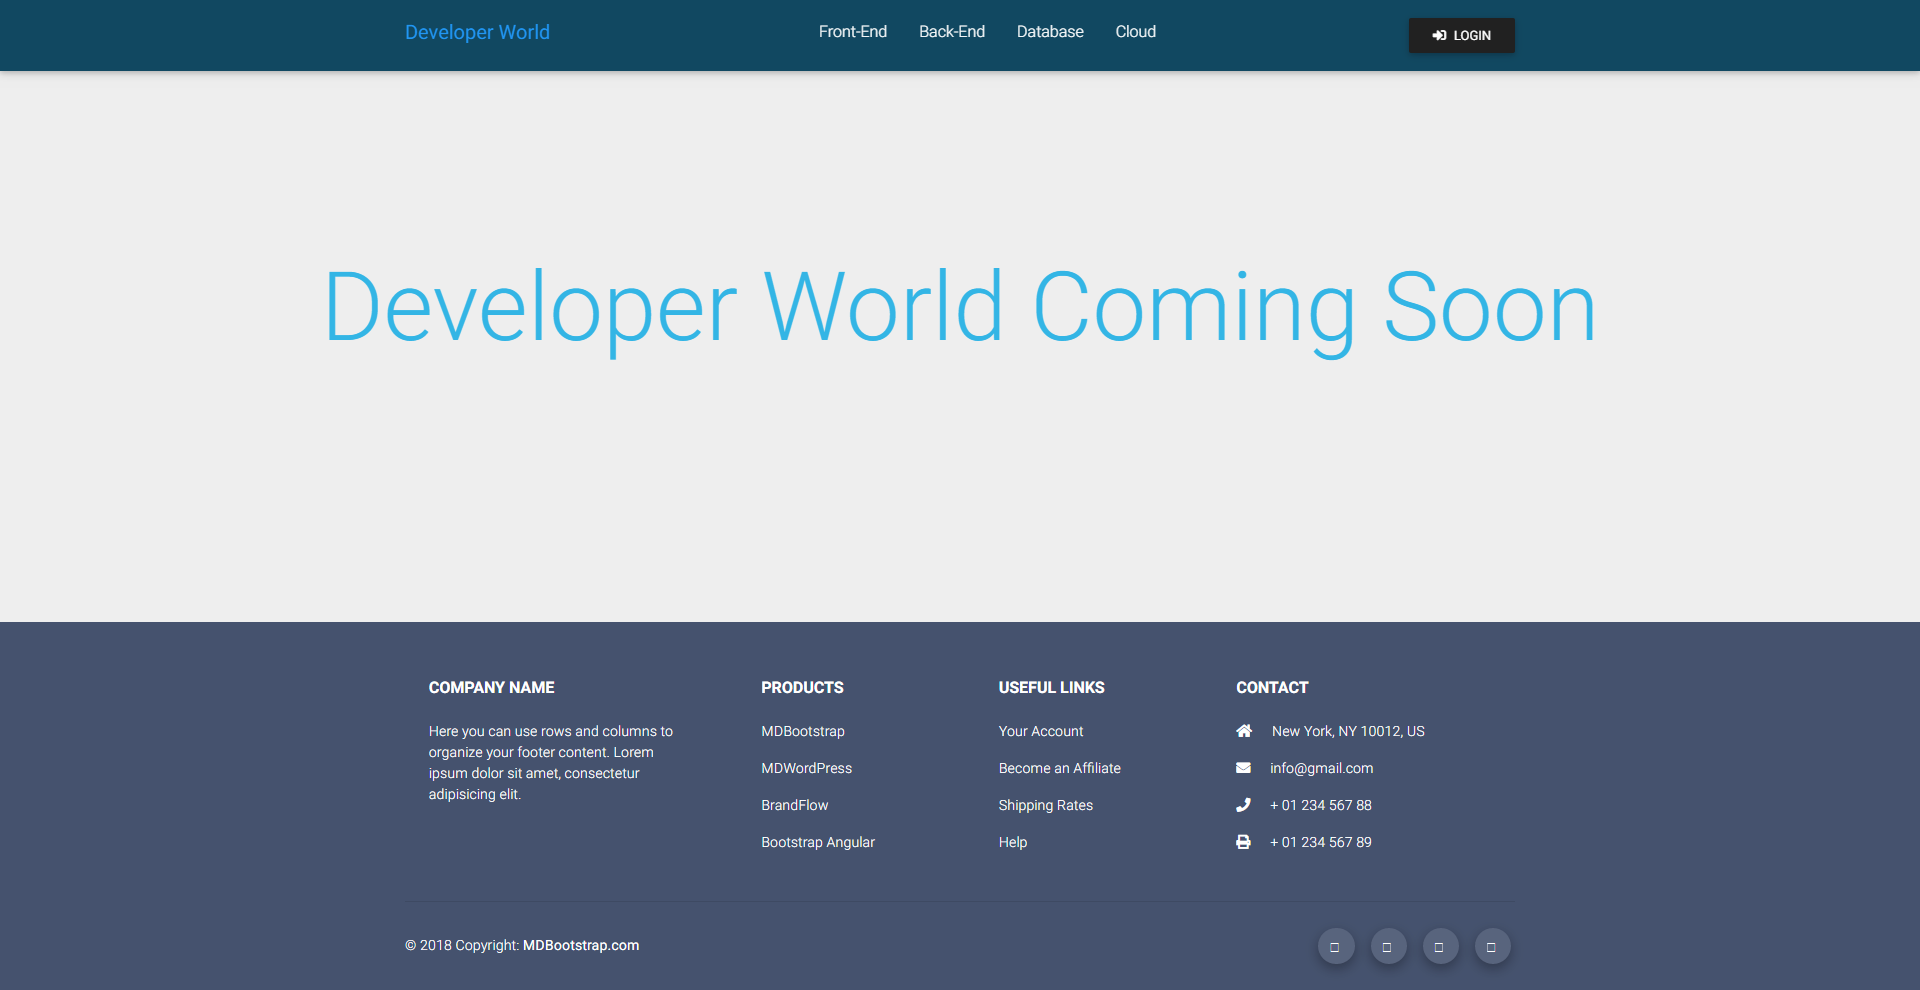 Developer World
Front-End
Back-End
Database
Cloud
LOGIN
Developer World Coming Soon
COMPANY NAME
Here you can use rows and columns to
organize your footer content. Lorem
ipsum dolor sit amet, consectetur
adipisicing elit.
PRODUCTS
MDBootstrap
MDWordPress
BrandFlow
Bootstrap Angular
USEFUL LINKS
Your Account
Become an Affiliate
Shipping Rates
Help
CONTACT
New York, NY 10012, US
info@gmail.com
+ 01 234 567 88
+ 01 234 567 89
© 2018 Copyright: MDBootstrap.com